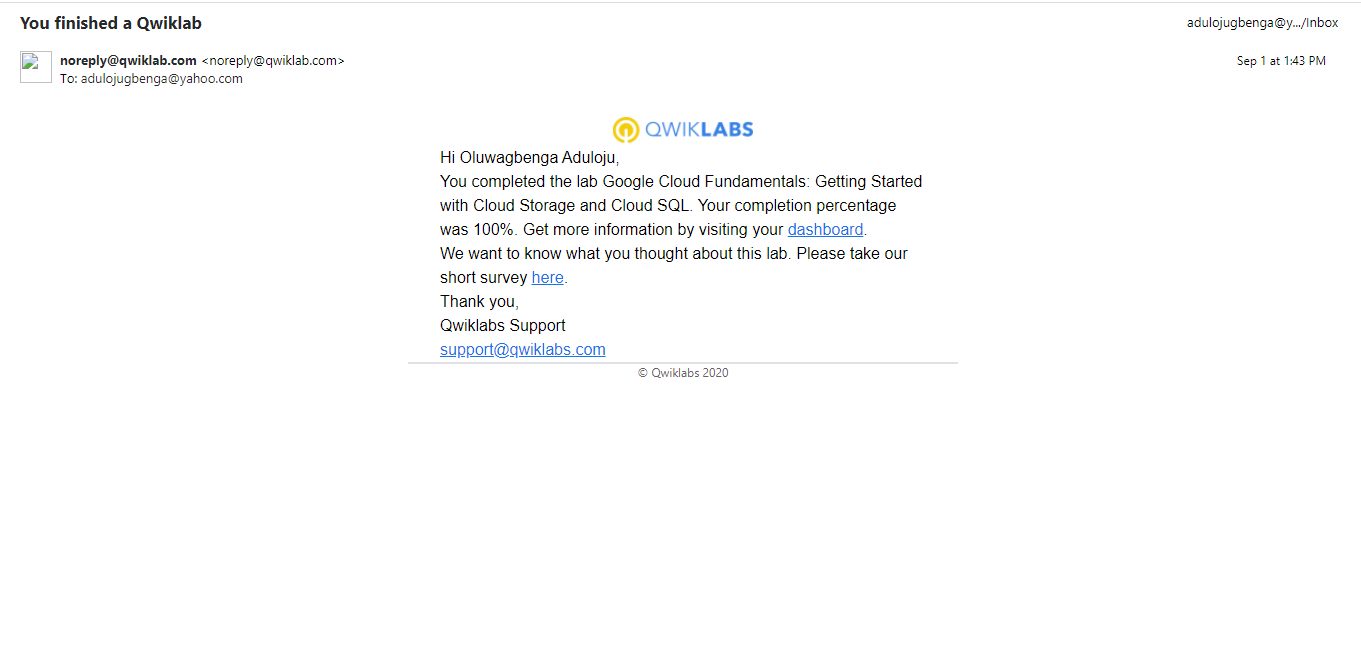 You finished a Qwiklab
adulojugbenga@y.../Inbox
noreply@qwiklab.com <noreply@qwiklab.com>
Sep 1 at 1:43 PM
To: adulojugbenga@yahoo.com
QWIKLABS
Hi Oluwagbenga Aduloju,
You completed the lab Google Cloud Fundamentals: Getting Started
with Cloud Storage and Cloud SQL. Your completion percentage
was 100%. Get more information by visiting your dashboard.
We want to know what you thought about this lab. Please take our
short survey here.
Thank you,
Qwiklabs Support
support@qwiklabs.com
© Qwiklabs 2020